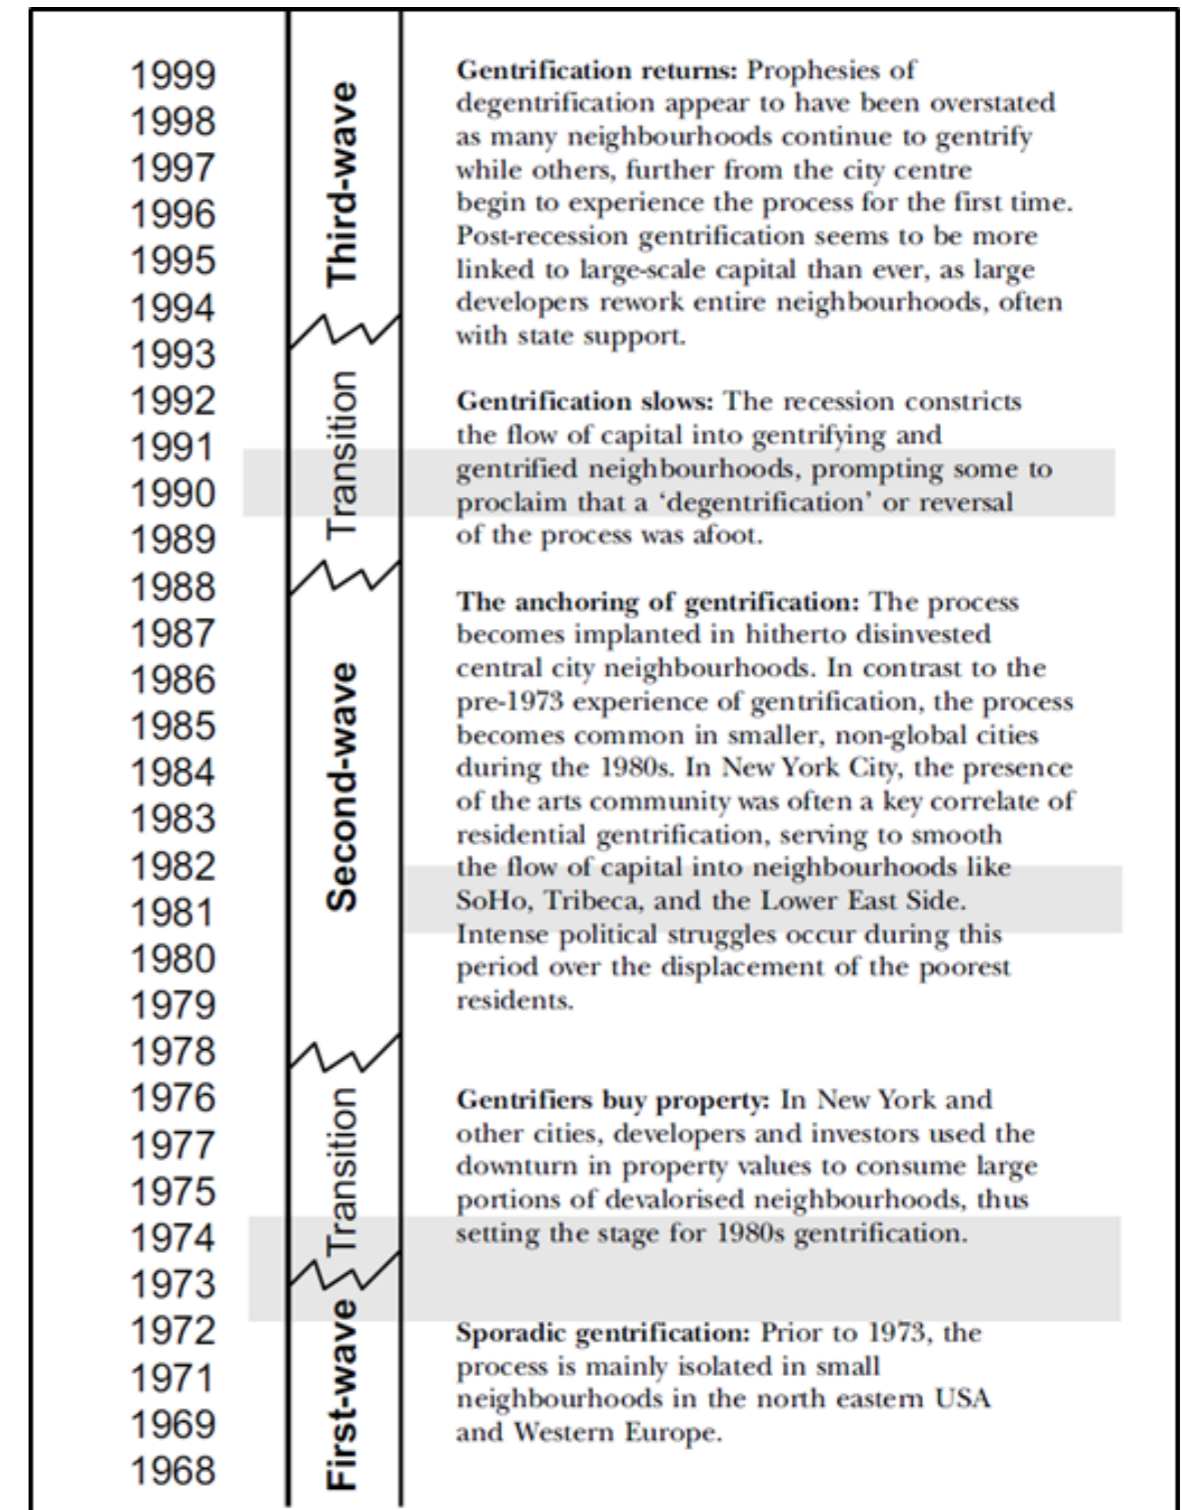 1999
1998
1997
1996
1995
1994
1993
1992
1991
1990
1989
1988
1987
1986
1985
1984
1983
1982
1981
1980
1979
1978
1976
1977
1975
1974
1973
1972
1971
1969
1968
Third-wave
Transition
Second-wave
Transition
First-wave
Gentrification returns: Prophesies of
degentrification appear to have been overstated
as many neighbourhoods continue to gentrify
while others, further from the city centre
begin to experience the process for the first time.
Post-recession gentrification seems to be more
linked to large-scale capital than ever, as large
developers rework entire neighbourhoods, often
with state support.
Gentrification slows: The recession constricts
the flow of capital into gentrifying and
gentrified neighbourhoods, prompting some to
proclaim that a ‘degentrification’ or reversal
of the process was afoot.
The anchoring of gentrification: The process
becomes implanted in hitherto disinvested
central city neighbourhoods. In contrast to the
pre-1973 experience of gentrification, the process
becomes common in smaller, non-global cities
during the 1980s. In New York City, the presence
of the arts community was often a key correlate of
residential gentrification, serving to smooth
the flow of capital into neighbourhoods like
SoHo, Tribeca, and the Lower East Side.
Intense political struggles occur during this
period over the displacement of the poorest
residents.
Gentrifiers buy property: In New York and
other cities, developers and investors used the
downturn in property values to consume large
portions of devalorised neighbourhoods, thus
setting the stage for 1980s gentrification.
Sporadic gentrification: Prior to 1973, the
process is mainly isolated in small
neighbourhoods in the north eastern USA
and Western Europe.